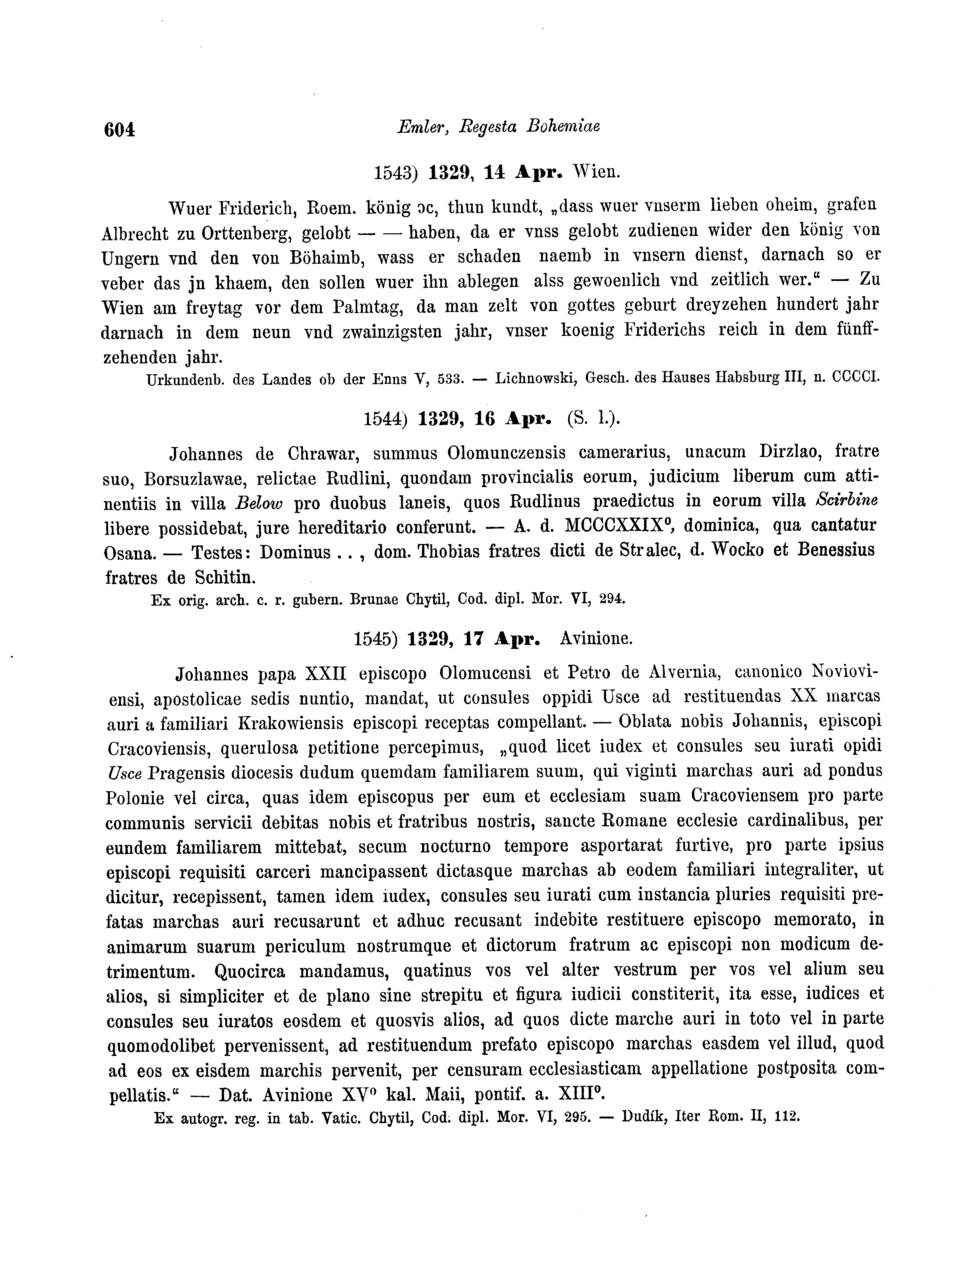 604
Emler, Regesta Bohemiae
1543) 1329, 14 Apr. Wien.
Wuer Friderich, Roem. könig ɔc, thun kundt, „dass wuer vnserm lieben oheim, grafen
Albrecht zu Orttenberg, gelobt — — haben, da er vnss gelobt zudienen wider den könig von
Ungern vnd den von Böhaimb, wass er schaden naemb in vnsern dienst, darnach so er
veber das jn khaem, den sollen wuer ihn ablegen alss gewoenlich vnd zeitlich wer.“ — Zu
Wien am freytag vor dem Palmtag, da man zelt von gottes geburt dreyzehen hundert jahr
darnach in dem neun vnd zwainzigsten jahr, vnser koenig Friderichs reich in dem fünff-
zehenden jahr.
Urkundenb. des Landes ob der Enns V, 533. — Lichnowski, Gesch. des Hauses Habsburg III, n. CCCCI.
1544) 1329, 16 Apr. (S. l.).
Johannes de Chrawar, summus Olomunczensis camerarius, unacum Dirzlao, fratre
suo, Borsuzlawae, relictae Rudlini, quondam provincialis eorum, judicium liberum cum atti-
nentiis in villa Below pro duobus laneis, quos Rudlinus praedictus in eorum villa Scirbine
libere possidebat, jure hereditario conferunt. — A. d. MCCCXXIX⁰, dominica, qua cantatur
Osana. — Testes: Dominus . . , dom. Thobias fratres dicti de Stralec, d. Wocko et Benessius
fratres de Schitin.
Ex orig. arch. c. r. gubern. Brunae Chytil, Cod. dipl. Mor. VI, 294.
1545) 1329, 17 Apr. Avinione.
Johannes papa XXII episcopo Olomucensi et Petro de Alvernia, canonico Noviovi-
ensi, apostolicae sedis nuntio, mandat, ut consules oppidi Usce ad restituendas XX marcas
auri a familiari Krakowiensis episcopi receptas compellant. — Oblata nobis Johannis, episcopi
Cracoviensis, querulosa petitione percepimus, „quod licet iudex et consules seu iurati opidi
Usce Pragensis diocesis dudum quemdam familiarem suum, qui viginti marchas auri ad pondus
Polonie vel circa, quas idem episcopus per eum et ecclesiam suam Cracoviensem pro parte
communis servicii debitas nobis et fratribus nostris, sancte Romane ecclesie cardinalibus, per
eundem familiarem mittebat, secum nocturno tempore asportarat furtive, pro parte ipsius
episcopi requisiti carceri mancipassent dictasque marchas ab eodem familiari integraliter, ut
dicitur, recepissent, tamen idem iudex, consules seu iurati cum instancia pluries requisiti pre-
fatas marchas auri recusarunt et adhuc recusant indebite restituere episcopo memorato, in
animarum suarum periculum nostrumque et dictorum fratrum ac episcopi non modicum de-
trimentum. Quocirca mandamus, quatinus vos vel alter vestrum per vos vel alium seu
alios, si simpliciter et de plano sine strepitu et figura iudicii constiterit, ita esse, iudices et
consules seu iuratos eosdem et quosvis alios, ad quos dicte marche auri in toto vel in parte
quomodolibet pervenissent, ad restituendum prefato episcopo marchas easdem vel illud, quod
ad eos ex eisdem marchis pervenit, per censuram ecclesiasticam appellatione postposita com-
pellatis.“ — Dat. Avinione XV⁰ kal. Maii, pontif. a. XIII⁰.
Ex autogr. reg. in tab. Vatic. Chytil, Cod. dipl. Mor. VI, 295. — Dudík, Iter Rom. II, 112.